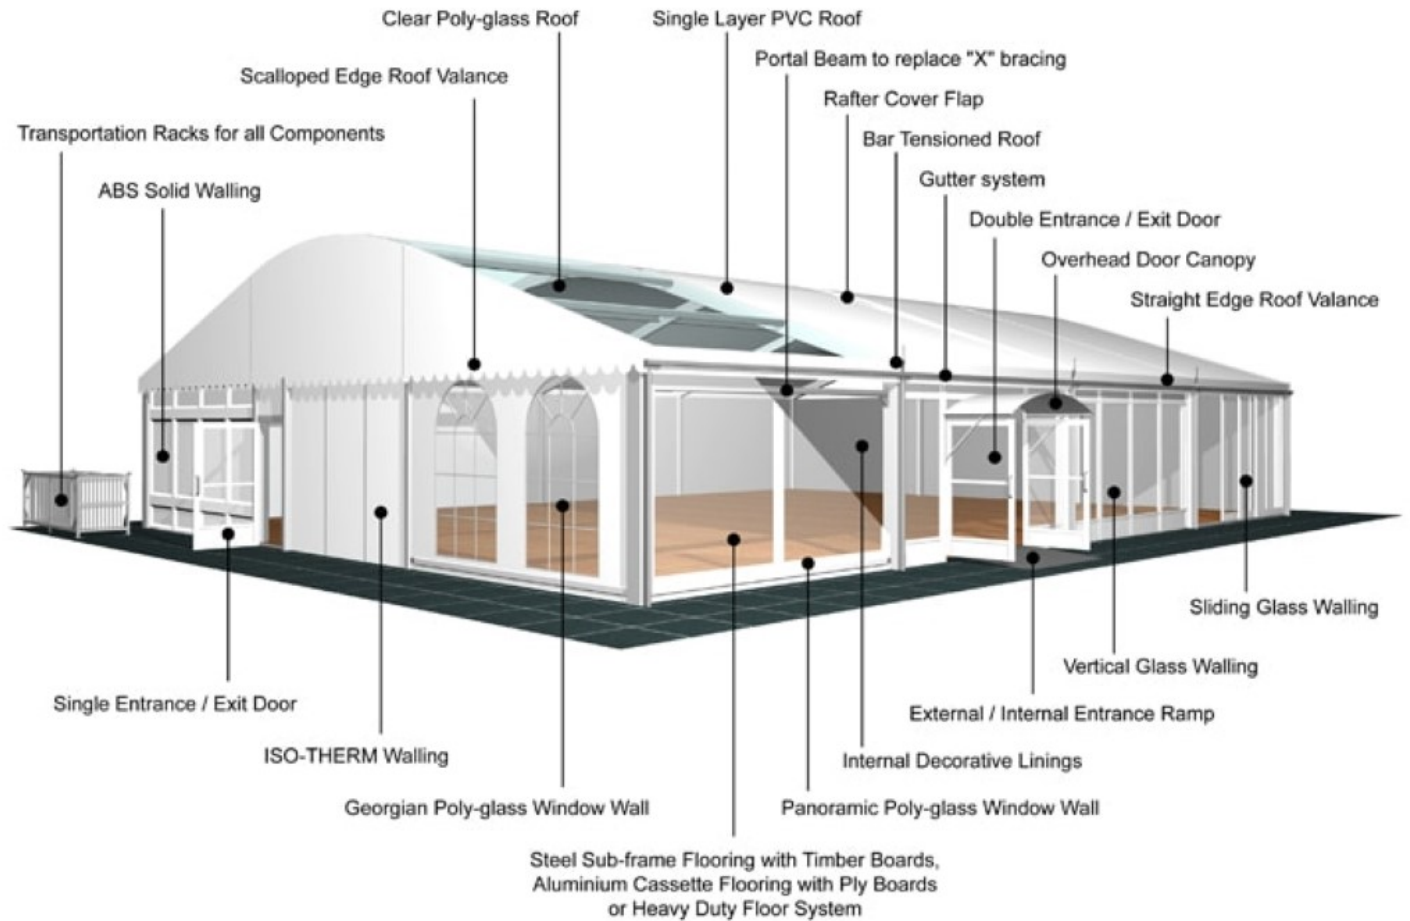 Clear Poly-glass Roof
Single Layer PVC Roof
Portal Beam to replace "X" bracing
Scalloped Edge Roof Valance
Rafter Cover Flap
Transportation Racks for all Components
Bar Tensioned Roof
ABS Solid Walling
Gutter system
Double Entrance / Exit Door
Overhead Door Canopy
Straight Edge Roof Valance
Sliding Glass Walling
Vertical Glass Walling
Single Entrance / Exit Door
External / Internal Entrance Ramp
ISO-THERM Walling
Internal Decorative Linings
Georgian Poly-glass Window Wall
Panoramic Poly-glass Window Wall
Steel Sub-frame Flooring with Timber Boards,
Aluminium Cassette Flooring with Ply Boards
or Heavy Duty Floor System